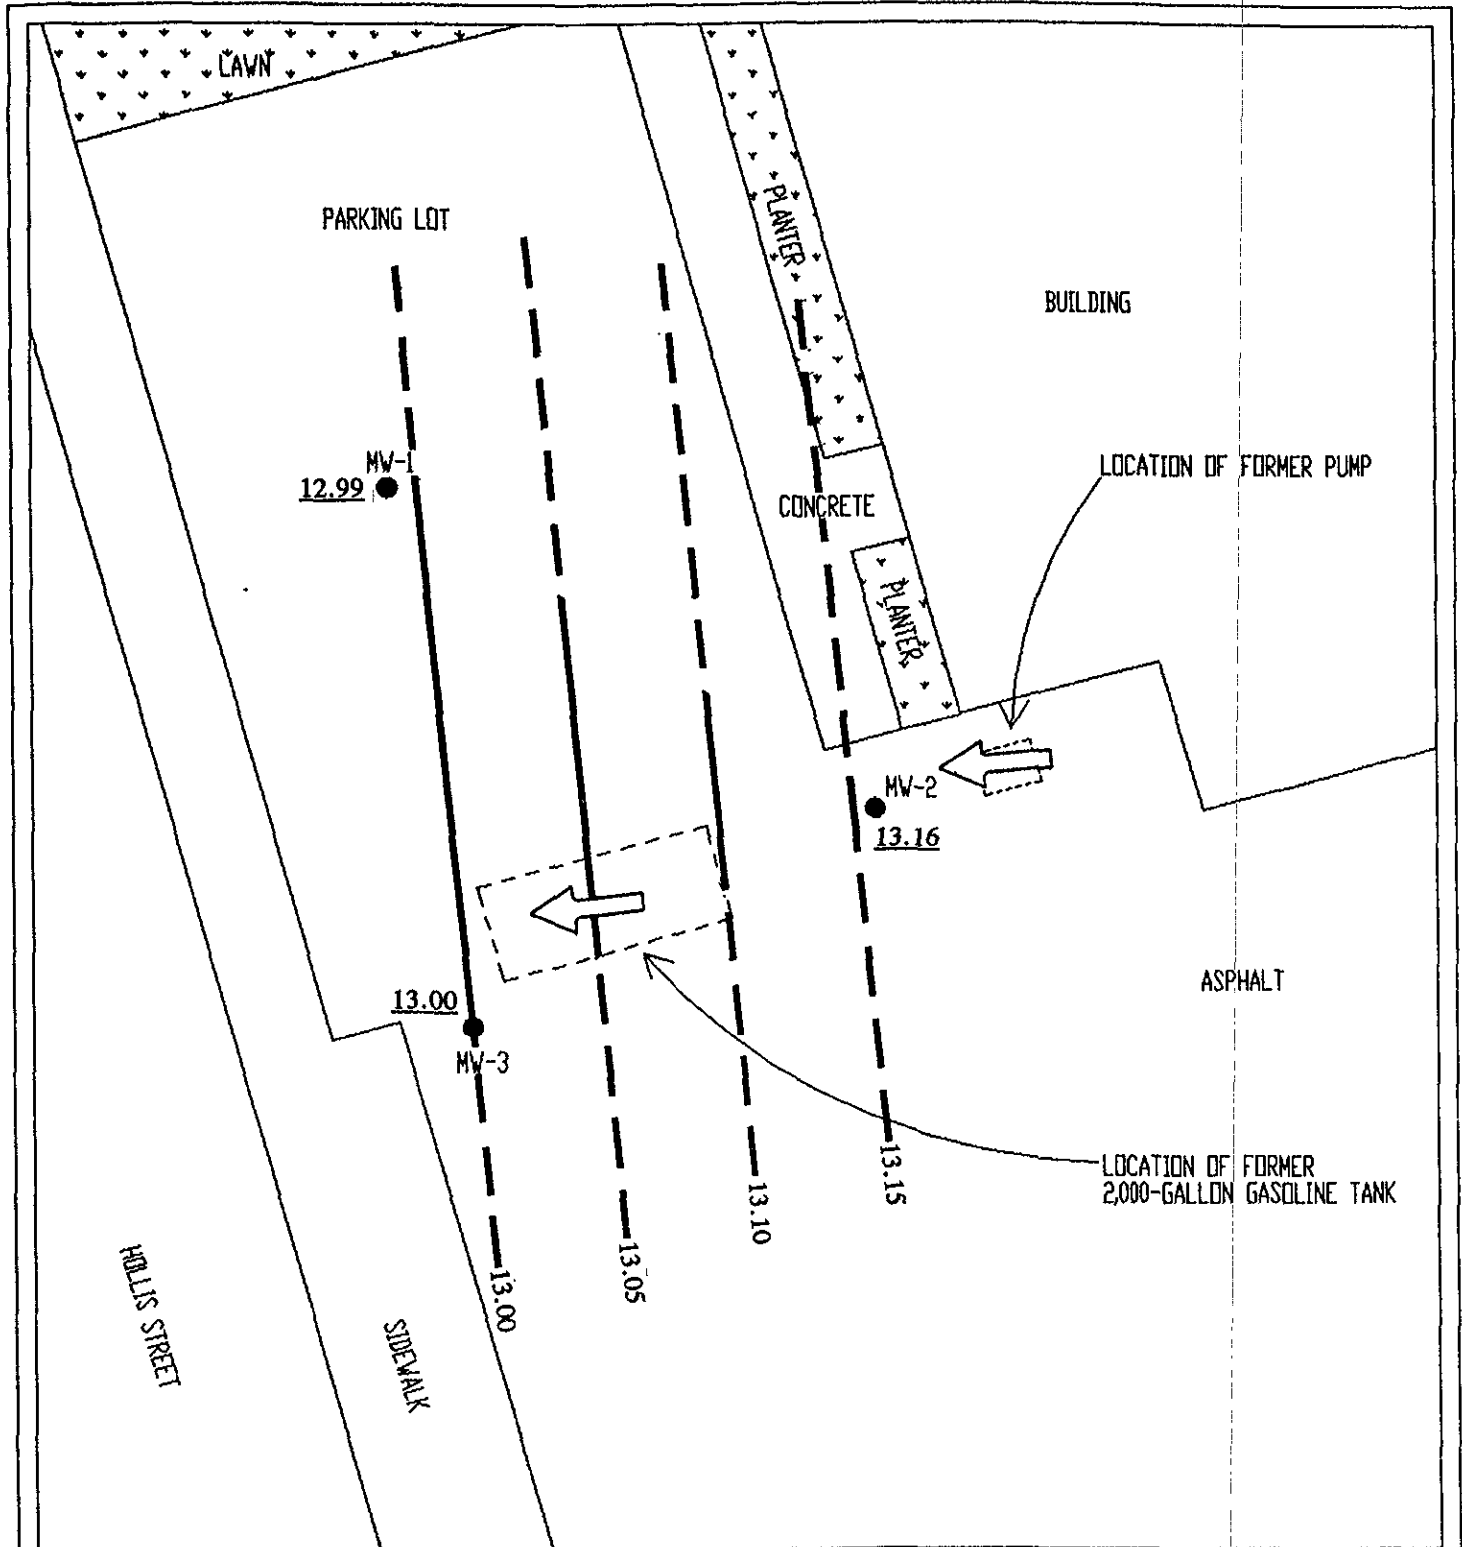 LAWN
PARKING LOT
PLANTER
BUILDING
MW-1
12.99
LOCATION OF FORMER PUMP
CONCRETE
PLANTER
MW-2
13.16
13.00
MW-3
ASPHALT
13.15
LOCATION OF FORMER
2,000-GALLON GASOLINE TANK
13.10
13.05
13.00
HOLLIS STREET
SIDEWALK